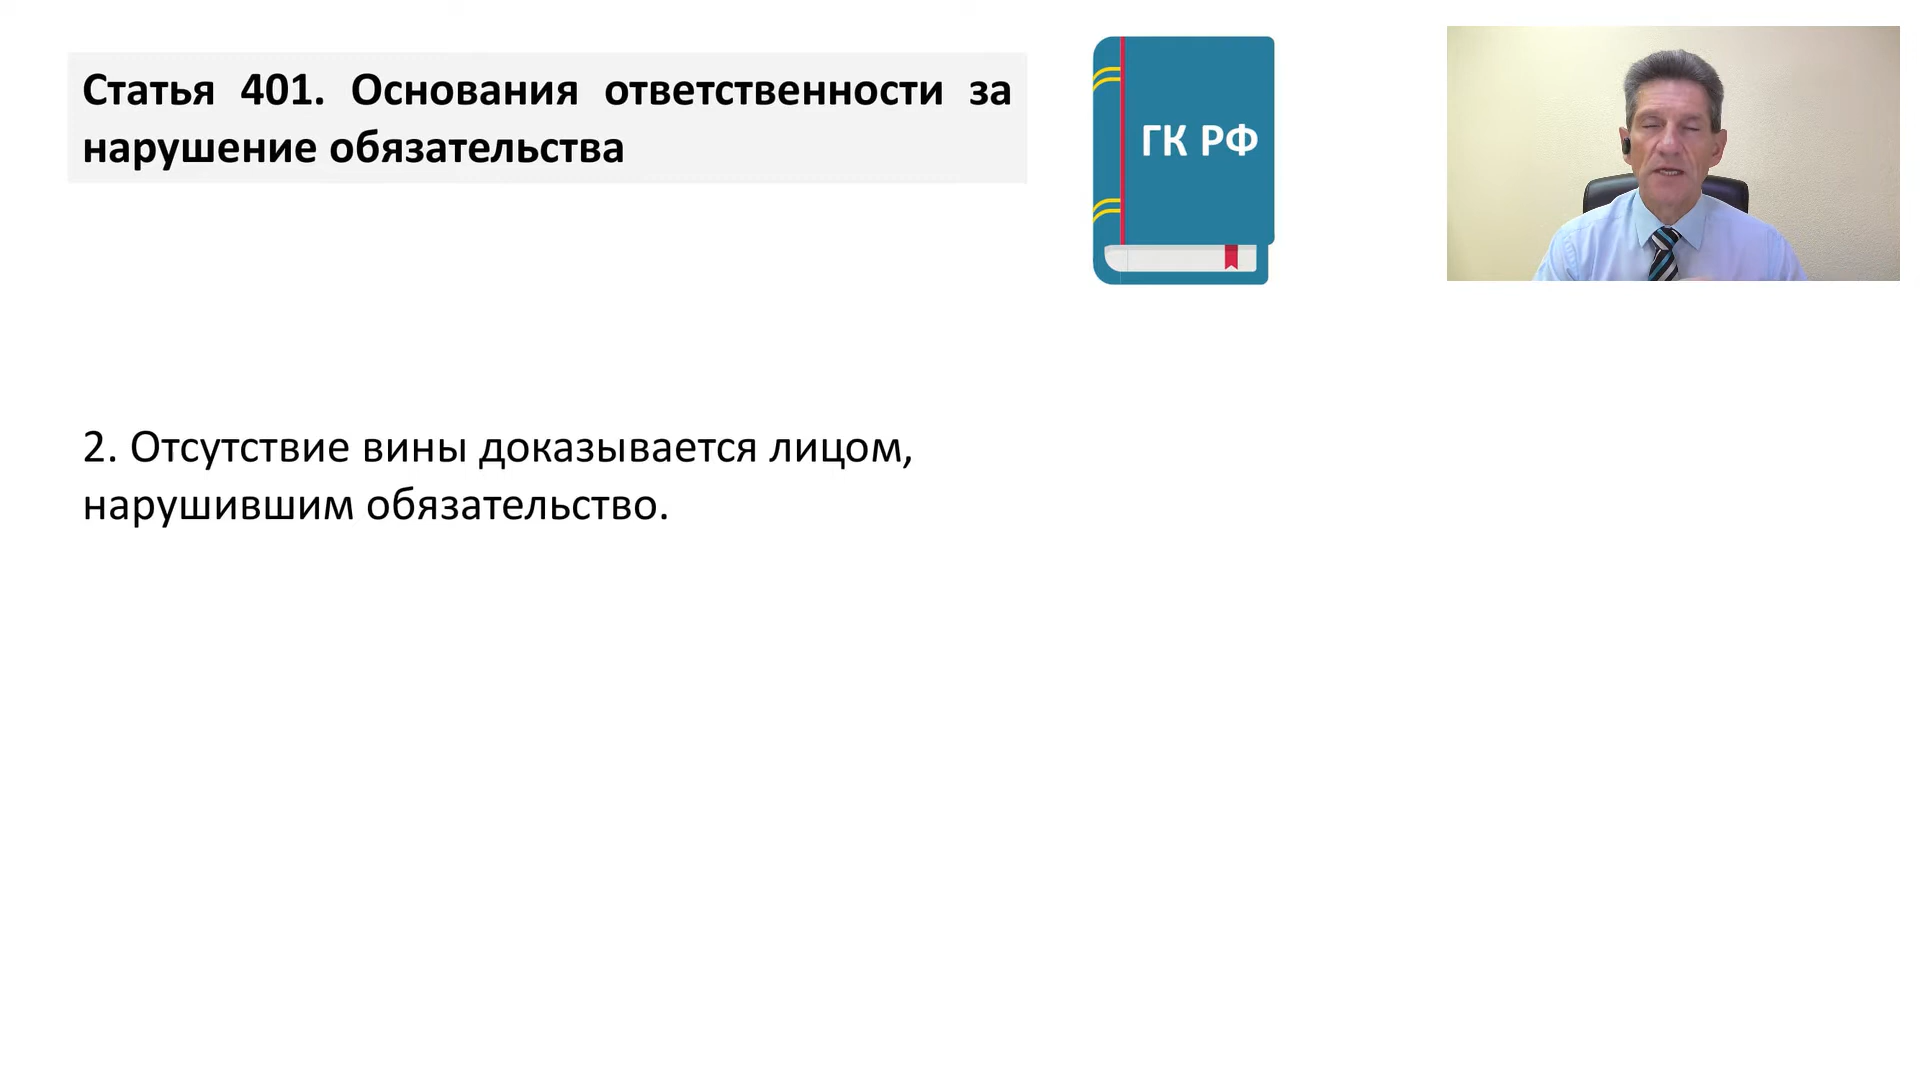 Статья 401. Основания ответственности за
нарушение обязательства
ГК РФ
2. Отсутствие вины доказывается лицом,
нарушившим обязательство.